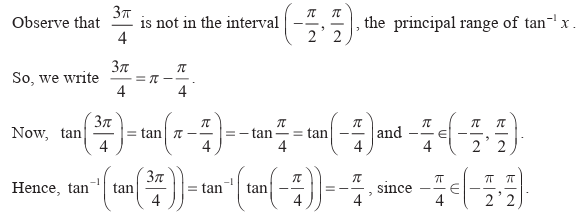 Observe that 3π/4 is not in the interval (−π/2, π/2), the principal range of tan⁻¹ x.
So, we write 3π/4 = π − π/4.
Now, tan(3π/4) = tan(π − π/4) = − tan π/4 = tan(−π/4) and −π/4 ∈ (−π/2, π/2).
Hence, tan⁻¹(tan(3π/4)) = tan⁻¹(tan(−π/4)) = −π/4, since −π/4 ∈ (−π/2, π/2).